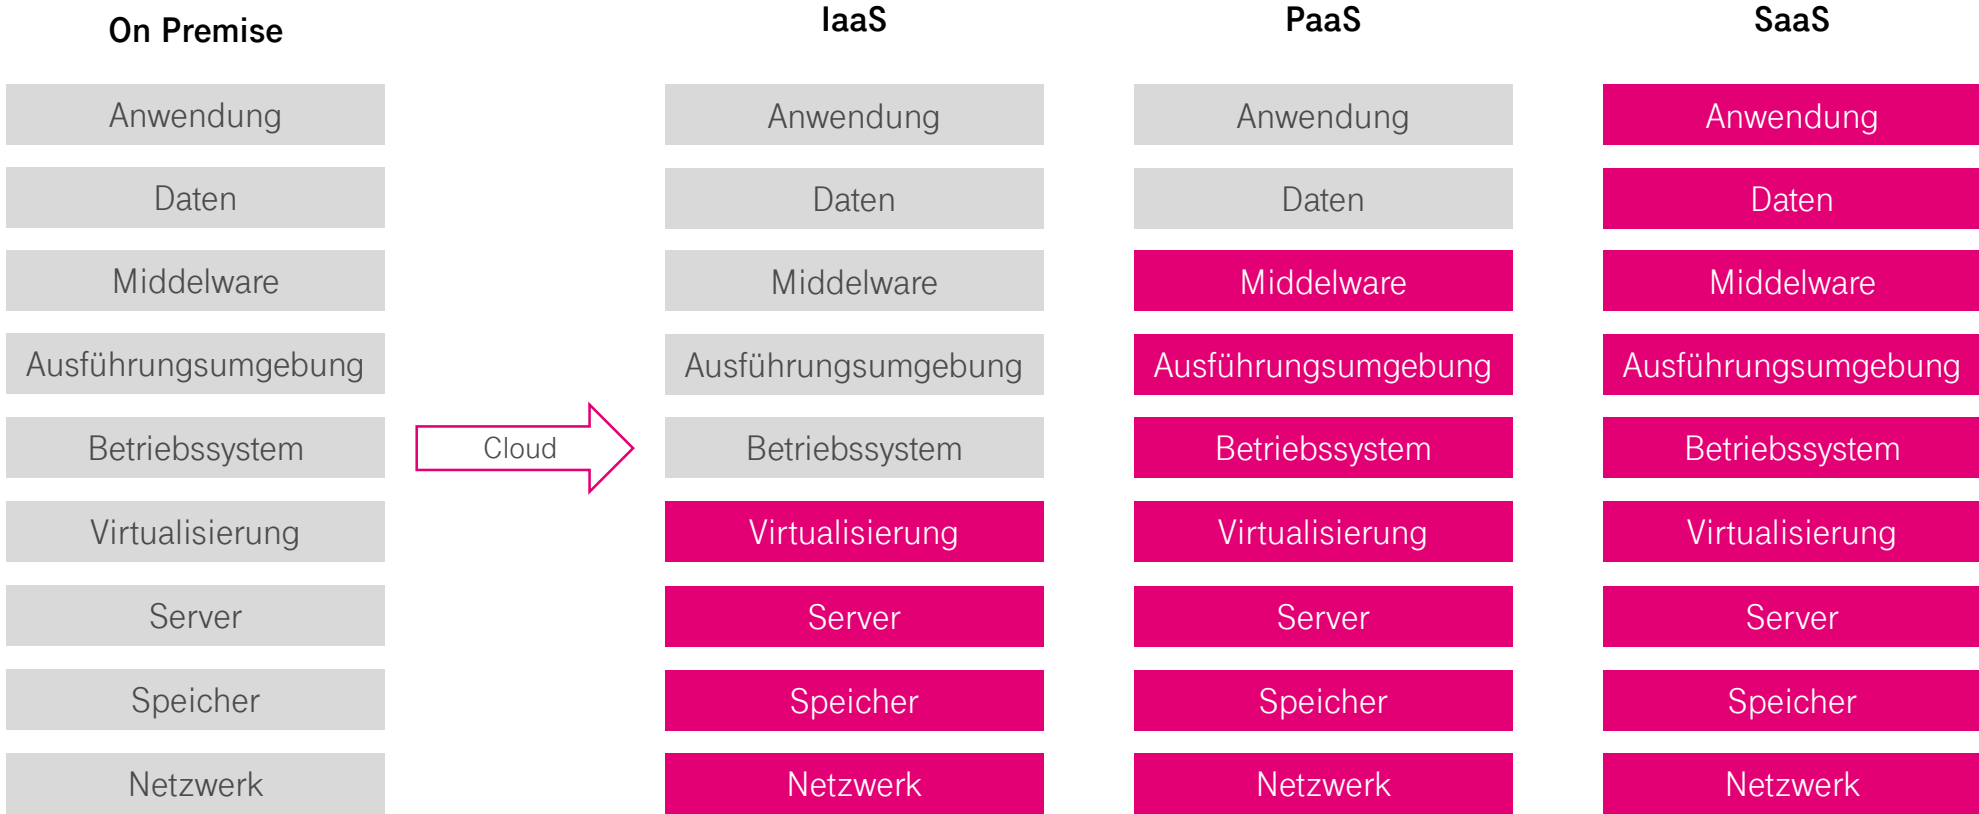 On Premise
Anwendung
Daten
Middelware
Ausführungsumgebung
Betriebssystem
Virtualisierung
Server
Speicher
Netzwerk
Cloud
IaaS
Anwendung
Daten
Middelware
Ausführungsumgebung
Betriebssystem
Virtualisierung
Server
Speicher
Netzwerk
PaaS
Anwendung
Daten
Middelware
Ausführungsumgebung
Betriebssystem
Virtualisierung
Server
Speicher
Netzwerk
SaaS
Anwendung
Daten
Middelware
Ausführungsumgebung
Betriebssystem
Virtualisierung
Server
Speicher
Netzwerk